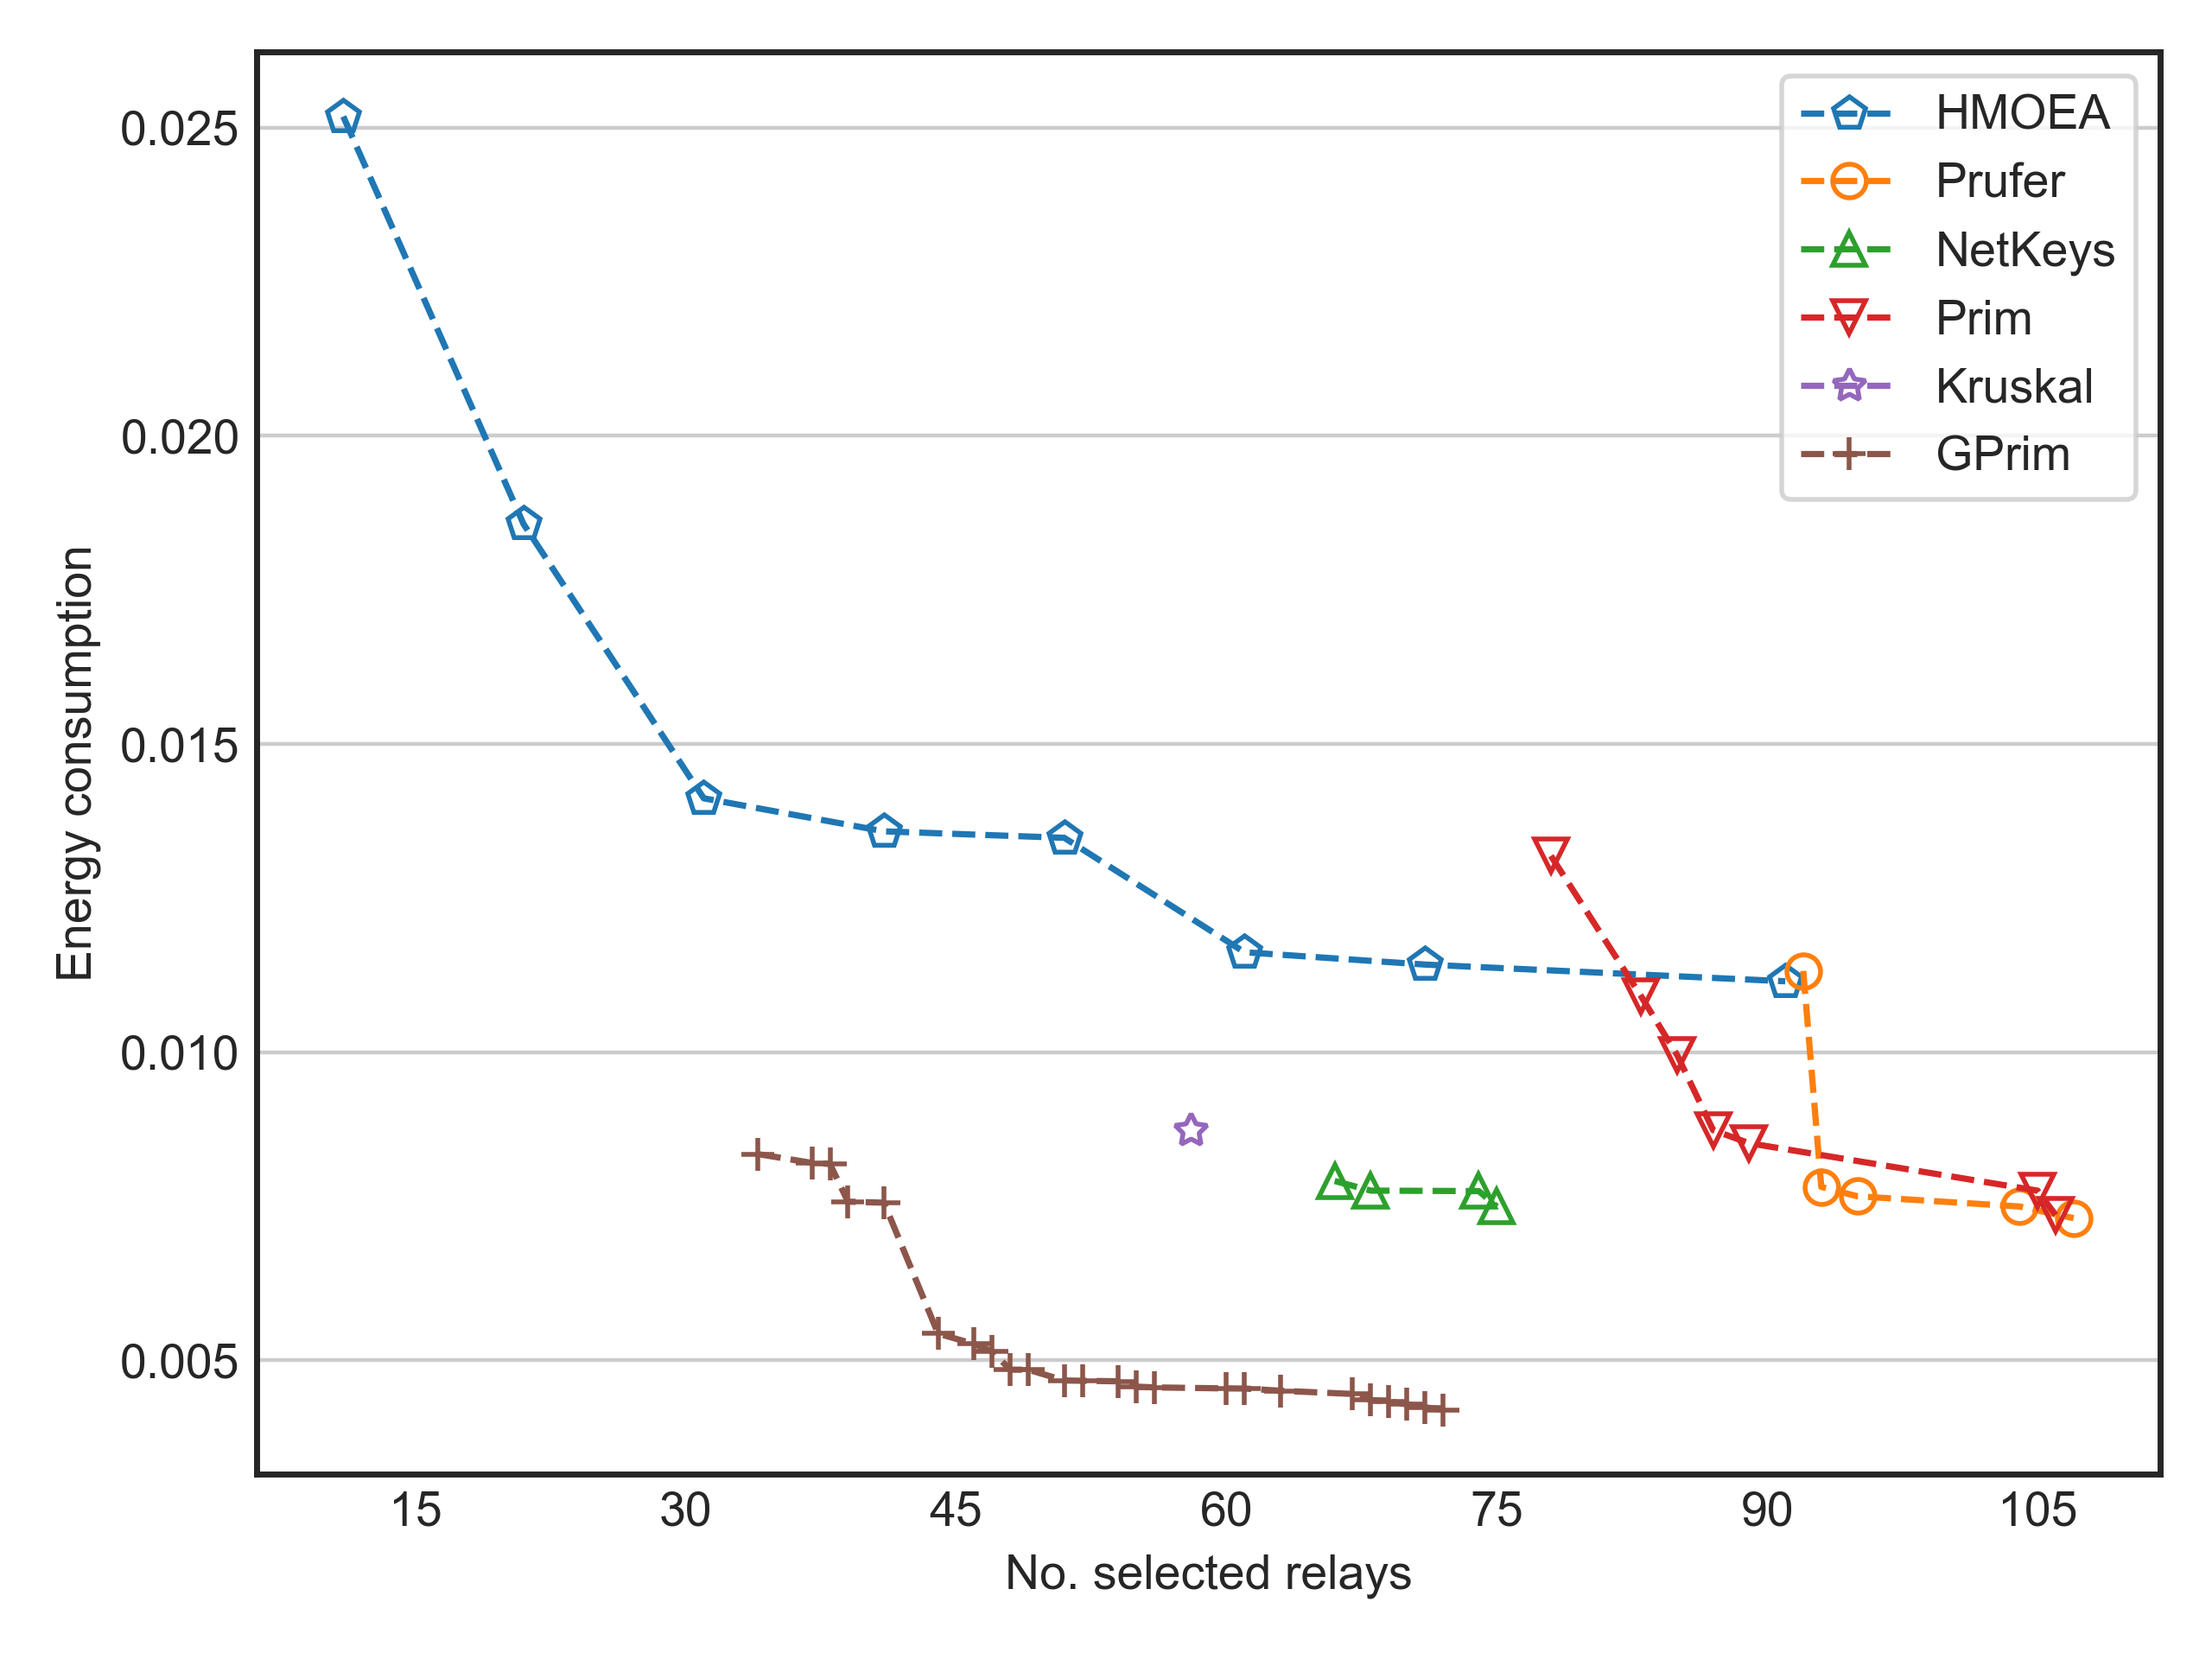 Energy consumption
0.025
0.020
0.015
0.010
0.005
HMOEA
Prufer
NetKeys
Prim
Kruskal
GPrim
15 30 45 60 75 90 105
No. selected relays